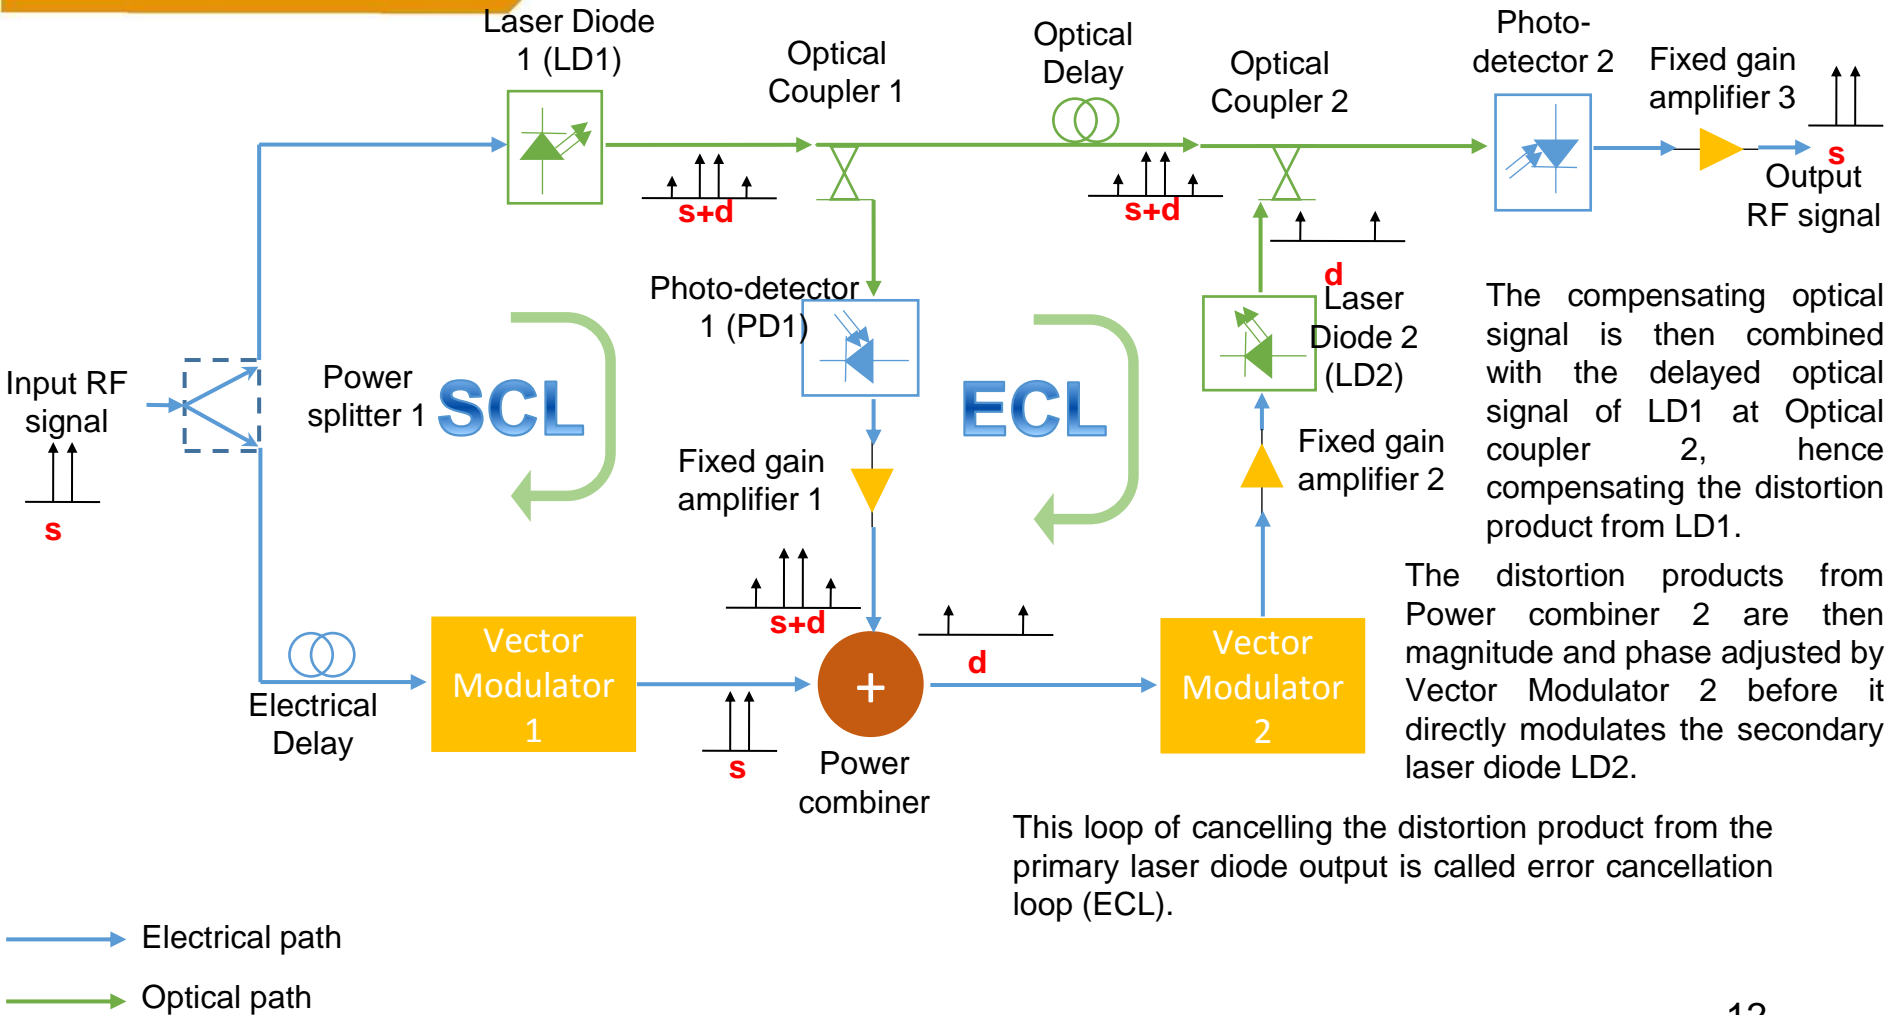 Laser Diode
1 (LD1)
Optical
Coupler 1
Optical
Delay
Optical
Coupler 2
Photo-
detector 2
Fixed gain
amplifier 3
s
Output
RF signal
s+d
s+d
d
Photo-detector
1 (PD1)
Laser
Diode 2
(LD2)
Input RF
signal
s
Power
splitter 1
SCL
ECL
Fixed gain
amplifier 1
Fixed gain
amplifier 2
The compensating optical
signal is then combined
with the delayed optical
signal of LD1 at Optical
coupler 2, hence
compensating the distortion
product from LD1.
s+d
d
Vector
Modulator
1
+
Vector
Modulator
2
Electrical
Delay
s
Power
combiner
The distortion products from
Power combiner 2 are then
magnitude and phase adjusted by
Vector Modulator 2 before it
directly modulates the secondary
laser diode LD2.
This loop of cancelling the distortion product from the
primary laser diode output is called error cancellation
loop (ECL).
Electrical path
Optical path
12